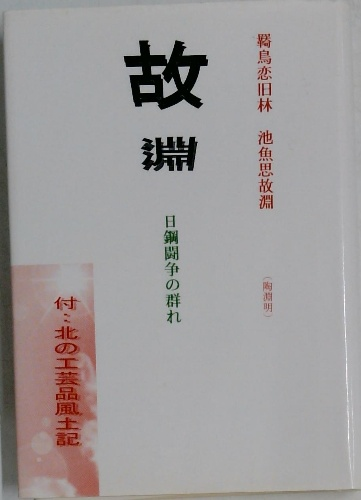 羇鳥恋旧林　池魚思故淵
（陶淵明）
故淵
日鋼闘争の群れ
付：北の工芸品風土記